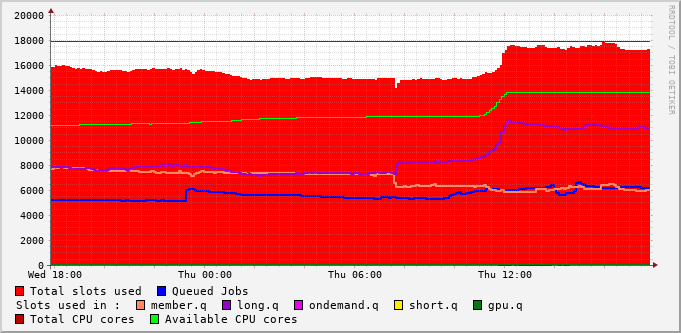 20000
18000
16000
14000
12000
10000
8000
6000
4000
2000
0
Wed 18:00 Thu 00:00 Thu 06:00 Thu 12:00
RRDTOOL / TOBI OETIKER
Total slots used Queued Jobs
Slots used in : member.q long.q ondemand.q short.q gpu.q
Total CPU cores Available CPU cores